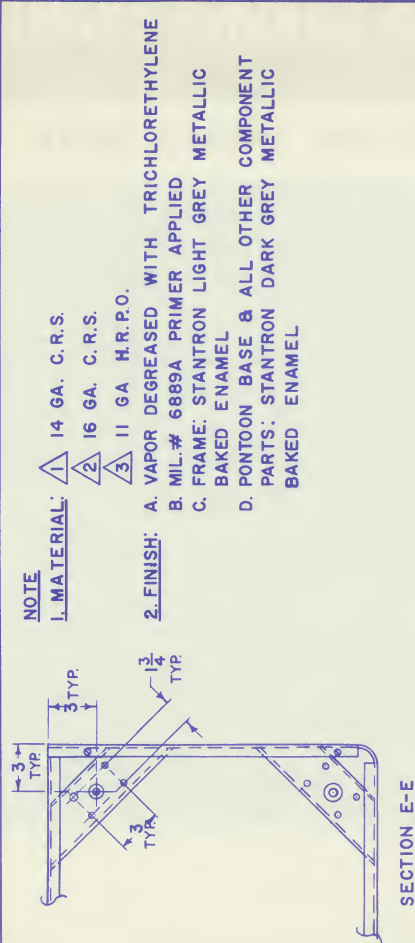 NOTE
1. MATERIAL: 1 14 GA. C.R.S.
2 16 GA. C.R.S.
3 11 GA H.R.P.O.
2. FINISH: A. VAPOR DEGREASED WITH TRICHLORETHYLENE
B. MIL.# 6889A PRIMER APPLIED
C. FRAME: STANTRON LIGHT GREY METALLIC
BAKED ENAMEL
D. PONTOON BASE & ALL OTHER COMPONENT
PARTS: STANTRON DARK GREY METALLIC
BAKED ENAMEL
3
TYP.
3
TYP.
1 3/4
TYP.
3
TYP.
SECTION E-E